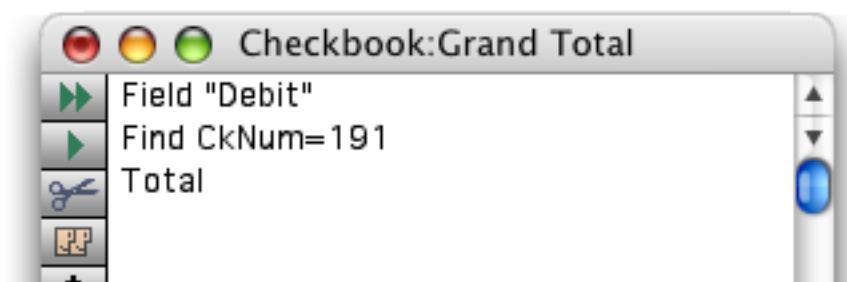 Checkbook:Grand Total
Field "Debit"
Find CkNum=191
Total